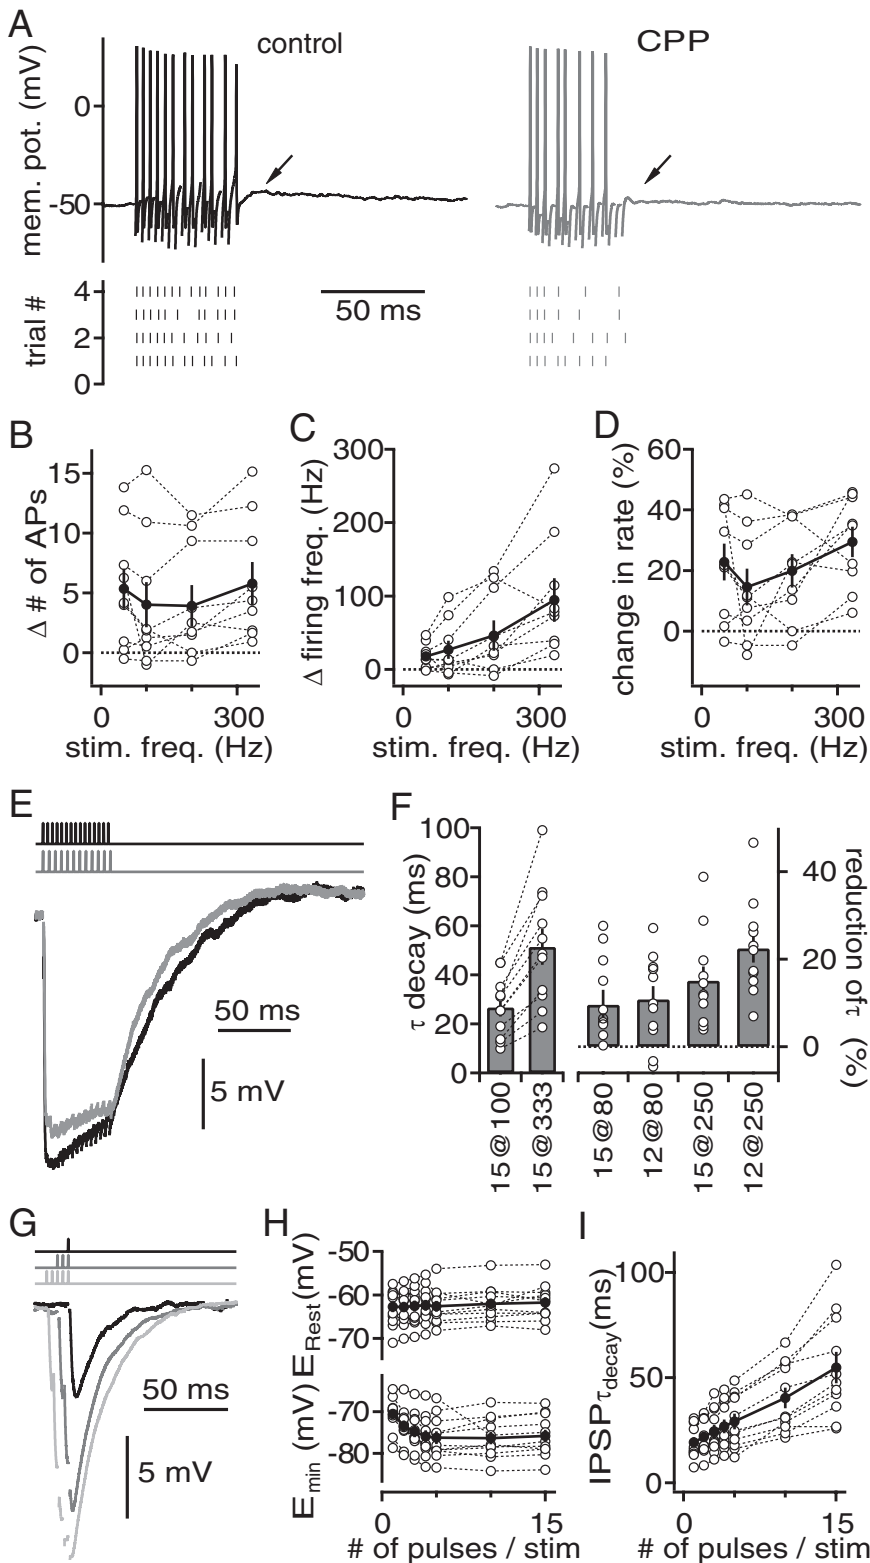 A
control
CPP
mem. pot. (mV)
0
-50
trial #
4
2
0
50 ms
B
Δ # of APs
15
10
5
0
0
300
stim. freq. (Hz)
C
Δ firing freq. (Hz)
300
200
100
0
0
300
stim. freq. (Hz)
D
change in rate (%)
60
40
20
0
0
300
stim. freq. (Hz)
E
50 ms
5 mV
F
τ decay (ms)
100
80
60
40
20
0
40
20
0
reduction of τ (%)
15@100
15@333
15@80
12@80
15@250
12@250
G
50 ms
5 mV
H
E_Rest (mV)
-50
-60
-70
E_min (mV)
-70
-80
0
15
# of pulses / stim
I
IPSP τ_decay (ms)
100
50
0
0
15
# of pulses / stim